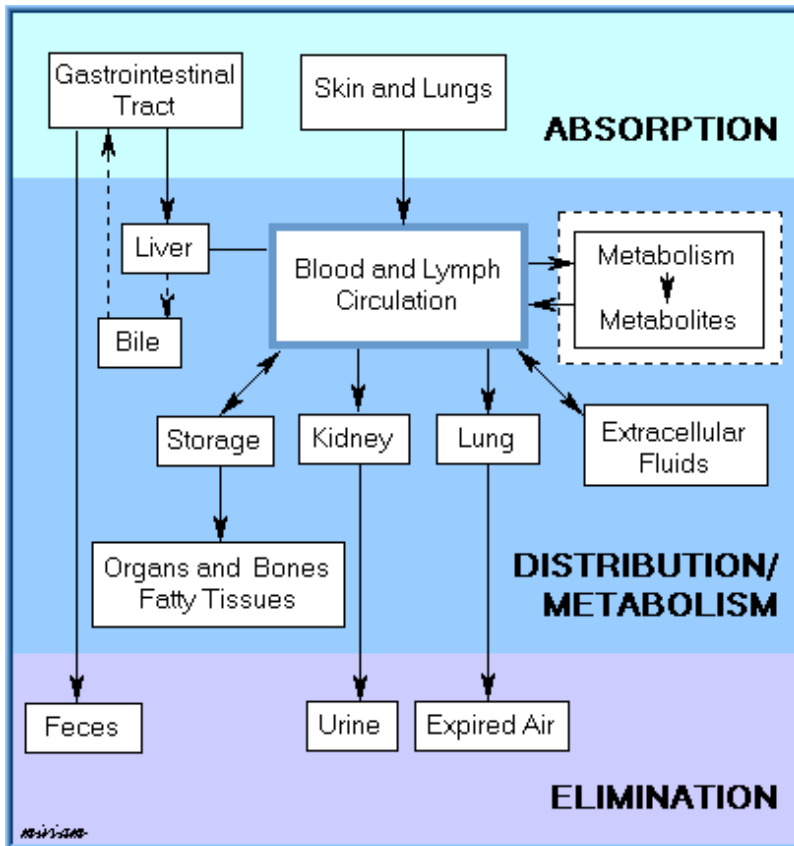 Gastrointestinal
Tract
Skin and Lungs
ABSORPTION
Liver
Blood and Lymph
Circulation
Metabolism
Metabolites
Bile
Storage
Kidney
Lung
Extracellular
Fluids
Organs and Bones
Fatty Tissues
DISTRIBUTION/
METABOLISM
Feces
Urine
Expired Air
ELIMINATION